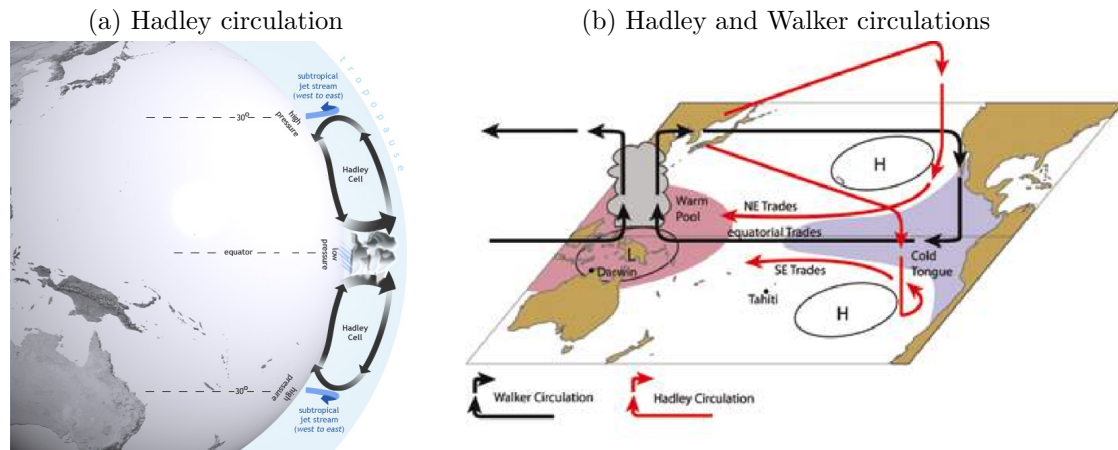 (a) Hadley circulation
tropopause
subtropical
jet stream
(west to east)
30°
high
pressure
Hadley
Cell
equator
low
pressure
Hadley
Cell
30°
high
pressure
subtropical
jet stream
(west to east)
(b) Hadley and Walker circulations
H
Warm
Pool
NE Trades
equatorial Trades
L
Darwin
Cold
Tongue
SE Trades
Tahiti
H
Walker Circulation
Hadley Circulation